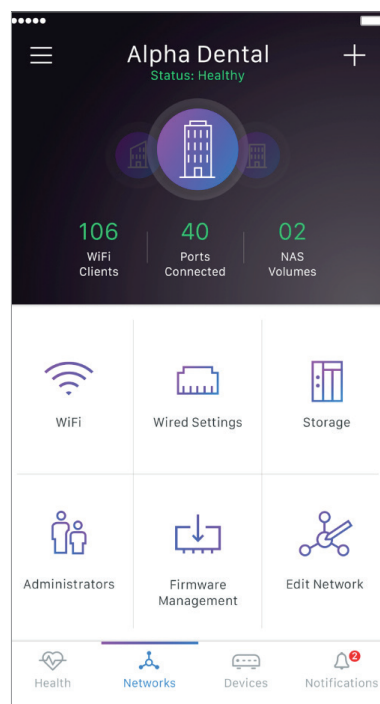 Alpha Dental
Status: Healthy
106 40 02
WiFi Clients
Ports Connected
NAS Volumes
WiFi
Wired Settings
Storage
Administrators
Firmware Management
Edit Network
2
Health
Networks
Devices
Notifications